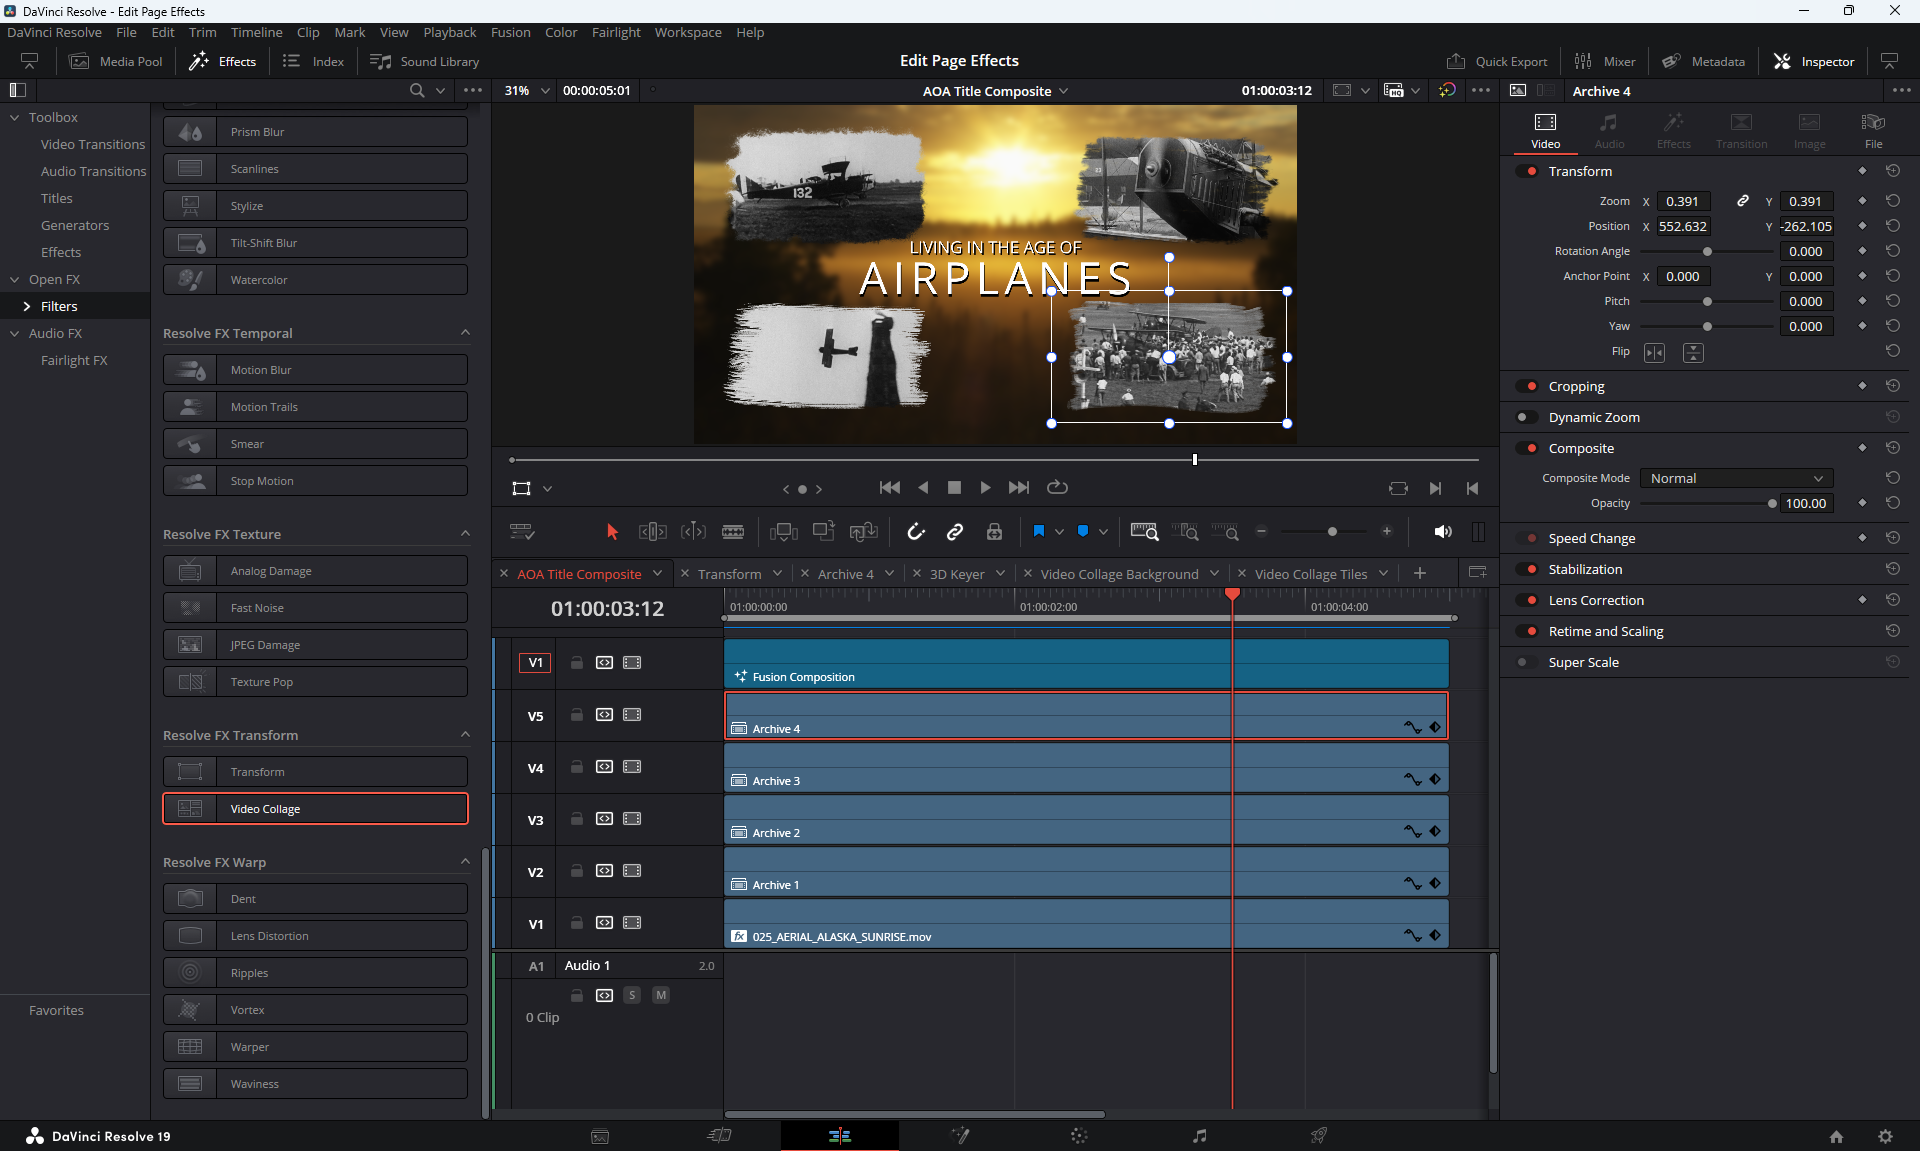 DaVinci Resolve - Edit Page Effects
DaVinci Resolve File Edit Trim Timeline Clip Mark View Playback Fusion Color Fairlight Workspace Help
Media Pool Effects Index Sound Library Edit Page Effects Quick Export Mixer Metadata Inspector
31% 00:00:05:01 AOA Title Composite 01:00:03:12 HQ Archive 4
Toolbox
Video Transitions
Audio Transitions
Titles
Generators
Effects
Open FX
Filters
Audio FX
Fairlight FX
Favorites
Prism Blur
Scanlines
Stylize
Tilt-Shift Blur
Watercolor
Resolve FX Temporal
Motion Blur
Motion Trails
Smear
Stop Motion
Resolve FX Texture
Analog Damage
Fast Noise
JPEG Damage
Texture Pop
Resolve FX Transform
Transform
Video Collage
Resolve FX Warp
Dent
Lens Distortion
Ripples
Vortex
Warper
Waviness
132
LIVING IN THE AGE OF
AIRPLANES
AOA Title Composite Transform Archive 4 3D Keyer Video Collage Background Video Collage Tiles
01:00:03:12 01:00:00:00 01:00:02:00 01:00:04:00
V1 Fusion Composition
V5 Archive 4
V4 Archive 3
V3 Archive 2
V2 Archive 1
V1 fx 025_AERIAL_ALASKA_SUNRISE.mov
A1 Audio 1 2.0
S M
0 Clip
Video Audio Effects Transition Image File
Transform
Zoom X 0.391 Y 0.391
Position X 552.632 Y -262.105
Rotation Angle 0.000
Anchor Point X 0.000 Y 0.000
Pitch 0.000
Yaw 0.000
Flip
Cropping
Dynamic Zoom
Composite
Composite Mode Normal
Opacity 100.00
Speed Change
Stabilization
Lens Correction
Retime and Scaling
Super Scale
DaVinci Resolve 19